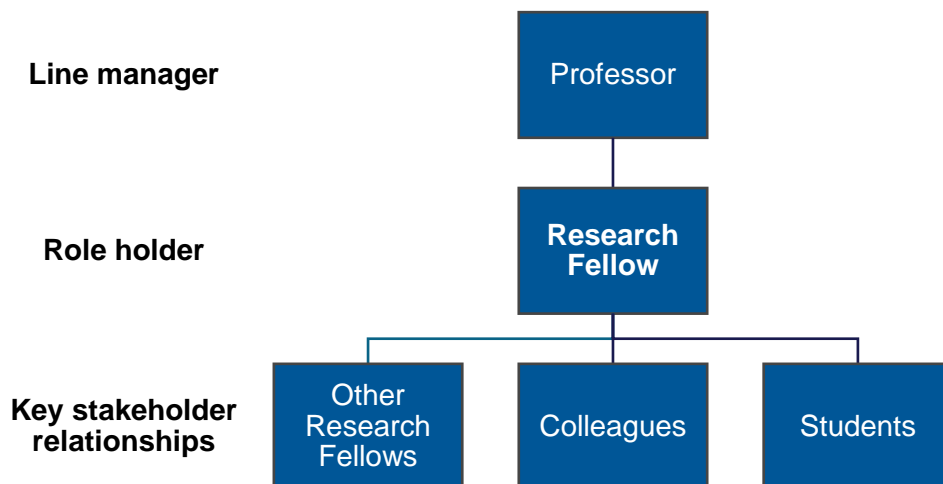 Line manager
Professor
Role holder
Research
Fellow
Key stakeholder
relationships
Other
Research
Fellows
Colleagues
Students